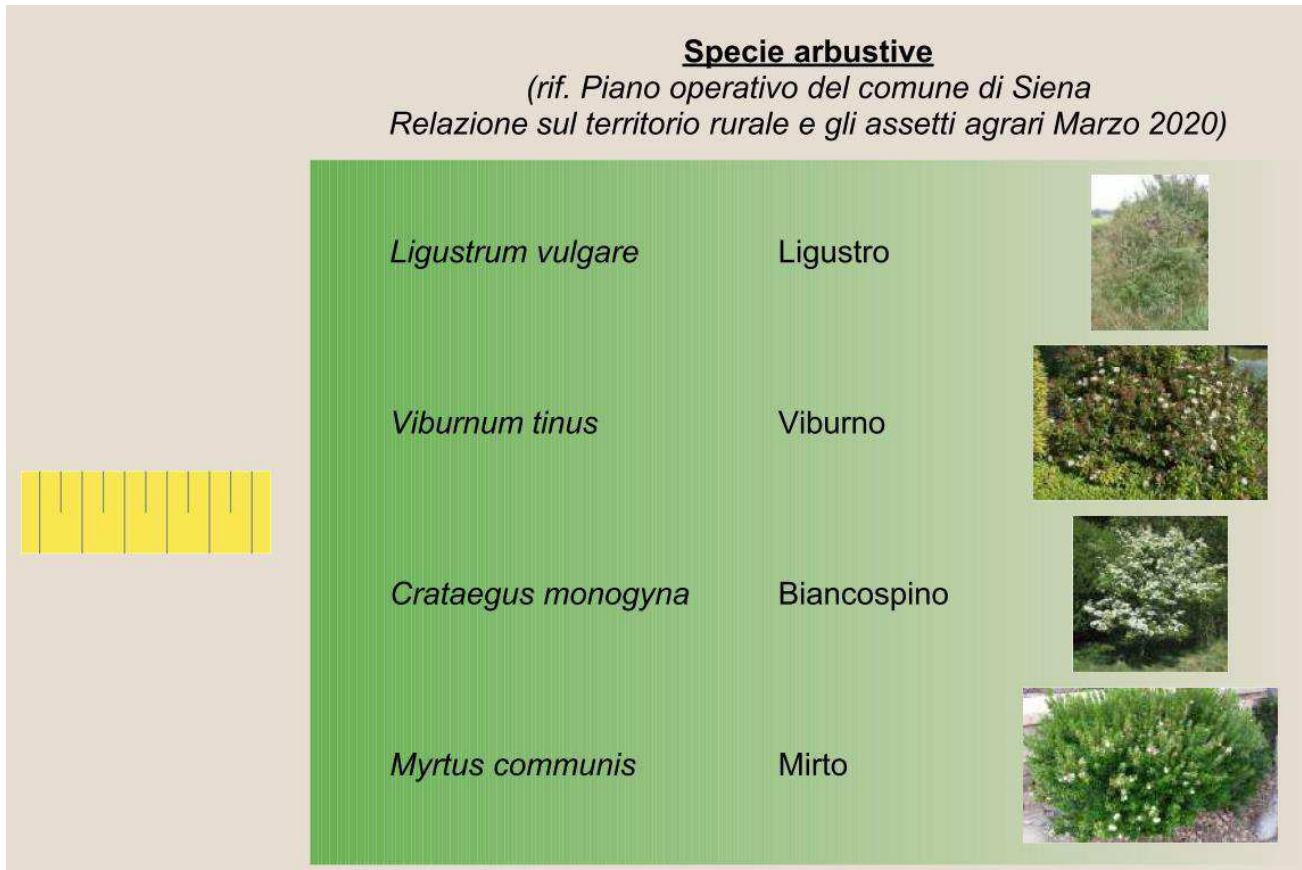 Specie arbustive
(rif. Piano operativo del comune di Siena
Relazione sul territorio rurale e gli assetti agrari Marzo 2020)
Ligustrum vulgare Ligustro
Viburnum tinus Viburno
Crataegus monogyna Biancospino
Myrtus communis Mirto